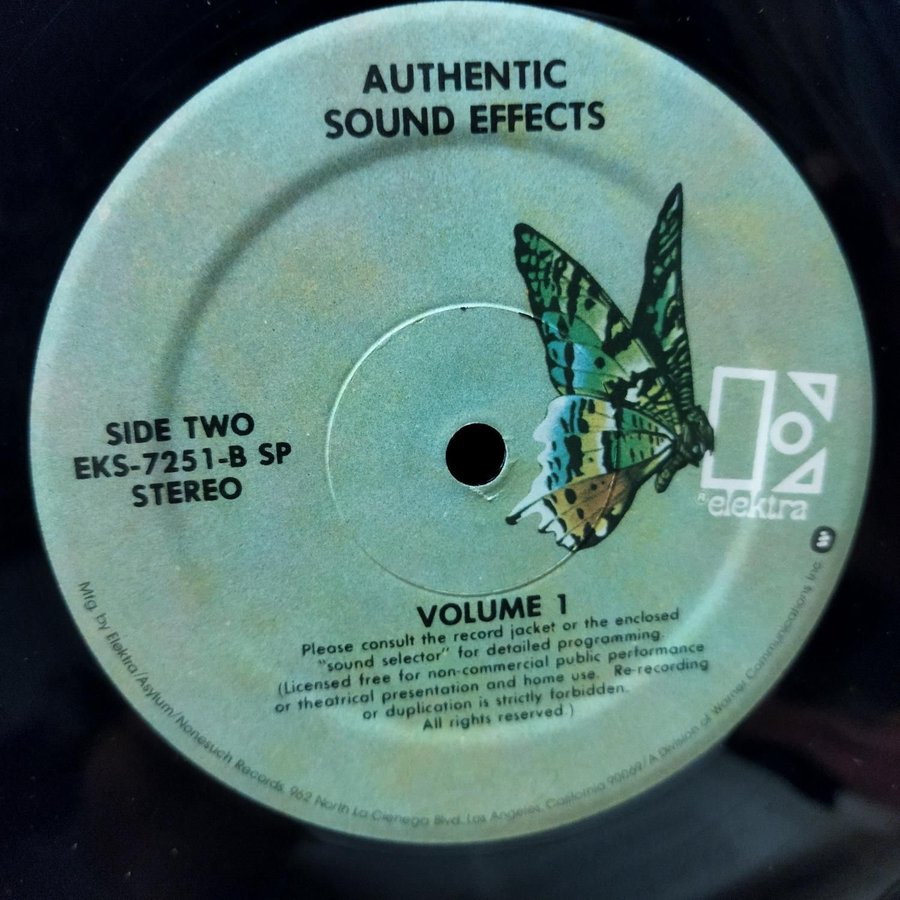 AUTHENTIC
SOUND EFFECTS
SIDE TWO
EKS-7251-B SP
STEREO
R
elektra
VOLUME 1
Please consult the record jacket or the enclosed
"sound selector" for detailed programming.
(Licensed free for non-commercial public performance
or theatrical presentation and home use. Re-recording
or duplication is strictly forbidden.
All rights reserved.)
Mfg. by Elektra/Asylum/Nonesuch Records, 962 North La Cienega Blvd. Los Angeles, California 90069/A Division of Warner Communications Inc.